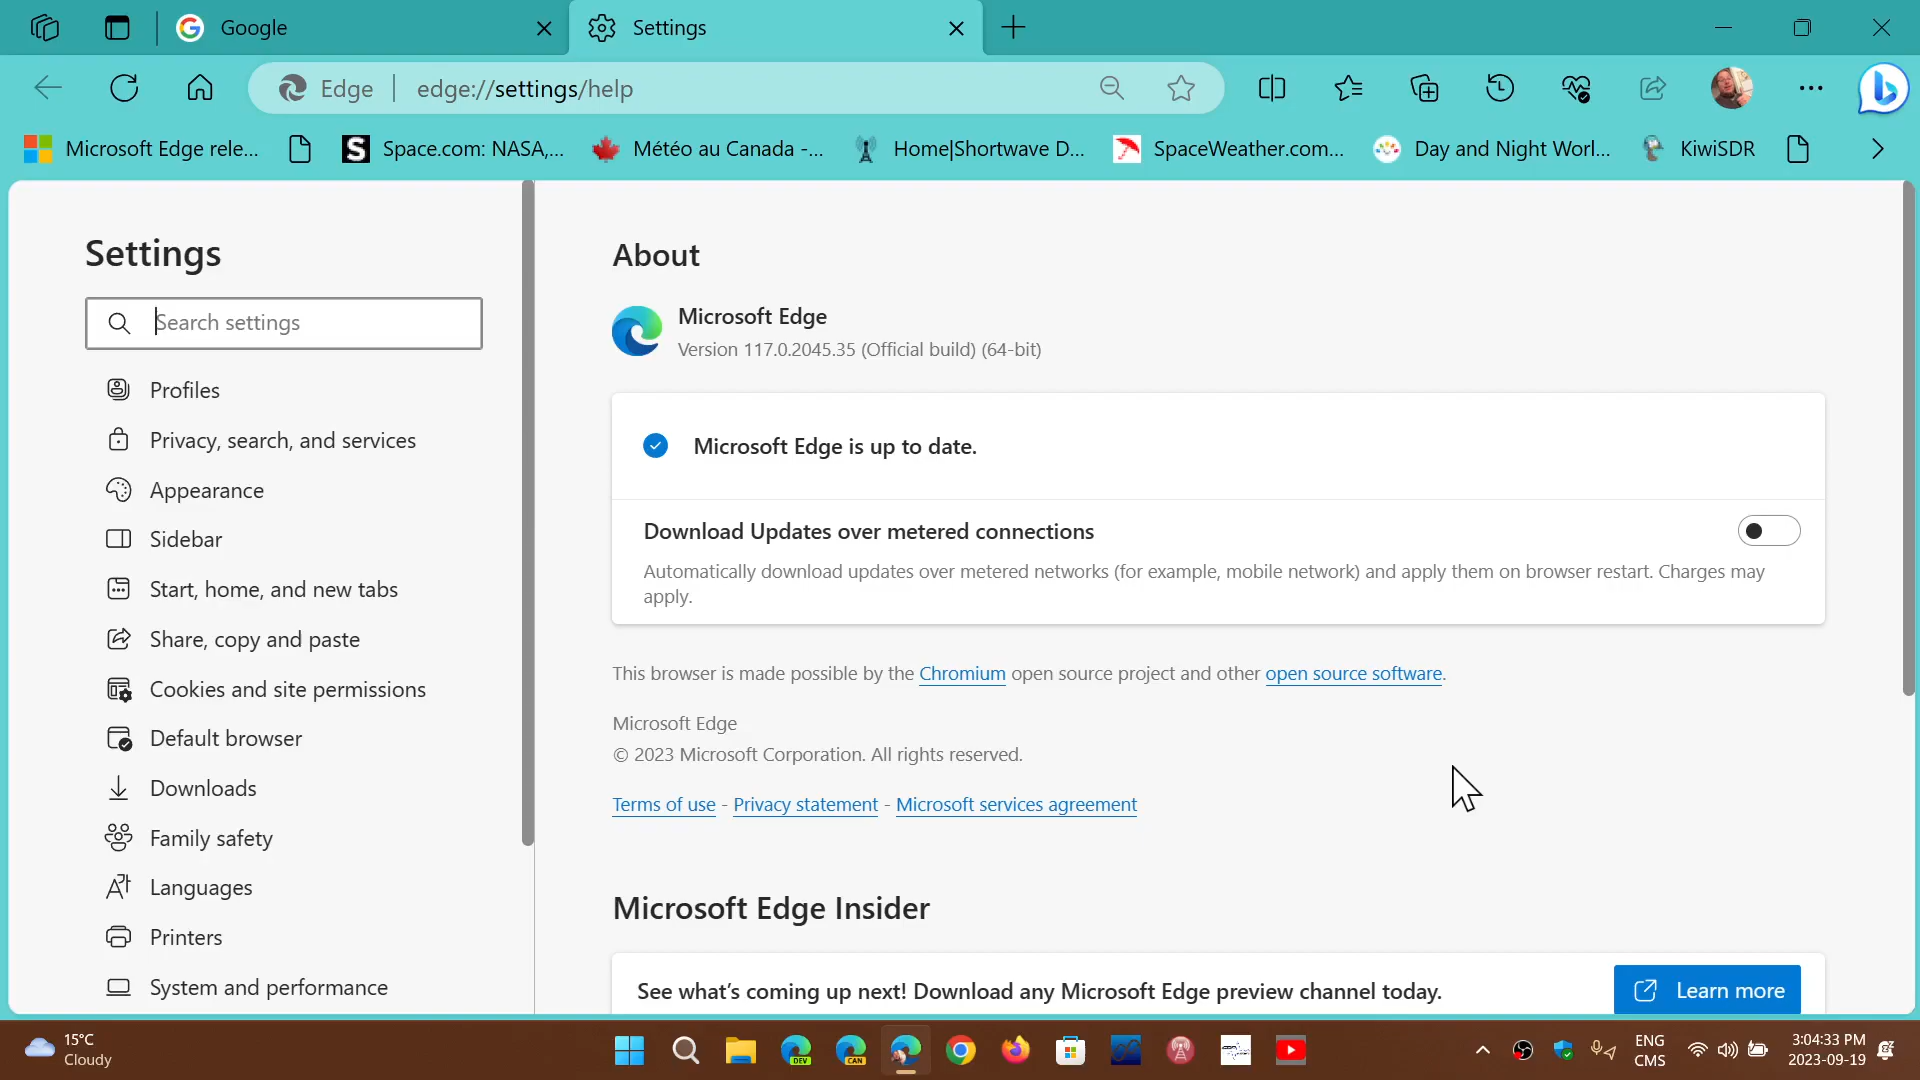 Google
Settings
Edge
edge://settings/help
Microsoft Edge rele...
Space.com: NASA,...
Météo au Canada -...
Home|Shortwave D...
SpaceWeather.com...
Day and Night Worl...
KiwiSDR
Settings
Search settings
Profiles
Privacy, search, and services
Appearance
Sidebar
Start, home, and new tabs
Share, copy and paste
Cookies and site permissions
Default browser
Downloads
Family safety
Languages
Printers
System and performance
About
Microsoft Edge
Version 117.0.2045.35 (Official build) (64-bit)
Microsoft Edge is up to date.
Download Updates over metered connections
Automatically download updates over metered networks (for example, mobile network) and apply them on browser restart. Charges may
apply.
This browser is made possible by the Chromium open source project and other open source software.
Microsoft Edge
© 2023 Microsoft Corporation. All rights reserved.
Terms of use - Privacy statement - Microsoft services agreement
Microsoft Edge Insider
See what's coming up next! Download any Microsoft Edge preview channel today.
Learn more
15°C
Cloudy
DEV
CAN
ENG
CMS
3:04:33 PM
2023-09-19